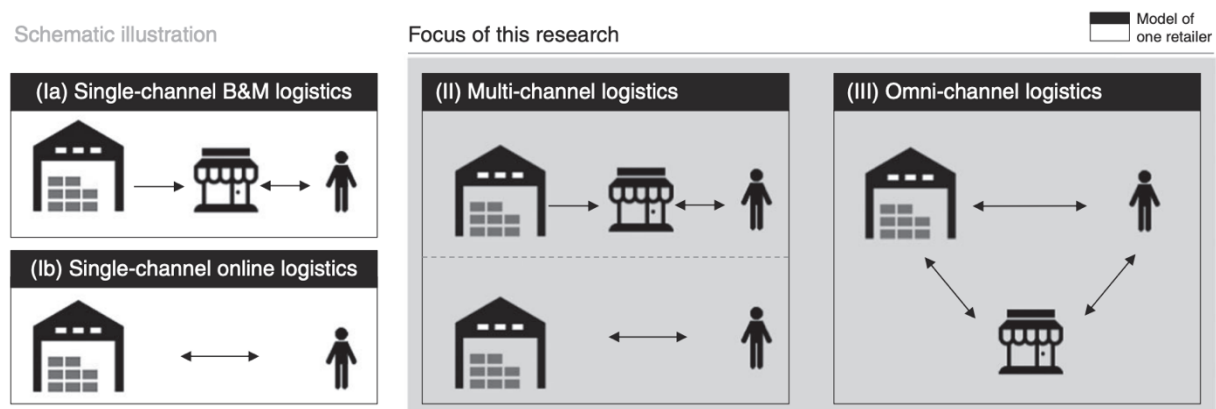 Schematic illustration
Focus of this research
Model of
one retailer
(Ia) Single-channel B&M logistics
(II) Multi-channel logistics
(III) Omni-channel logistics
(Ib) Single-channel online logistics